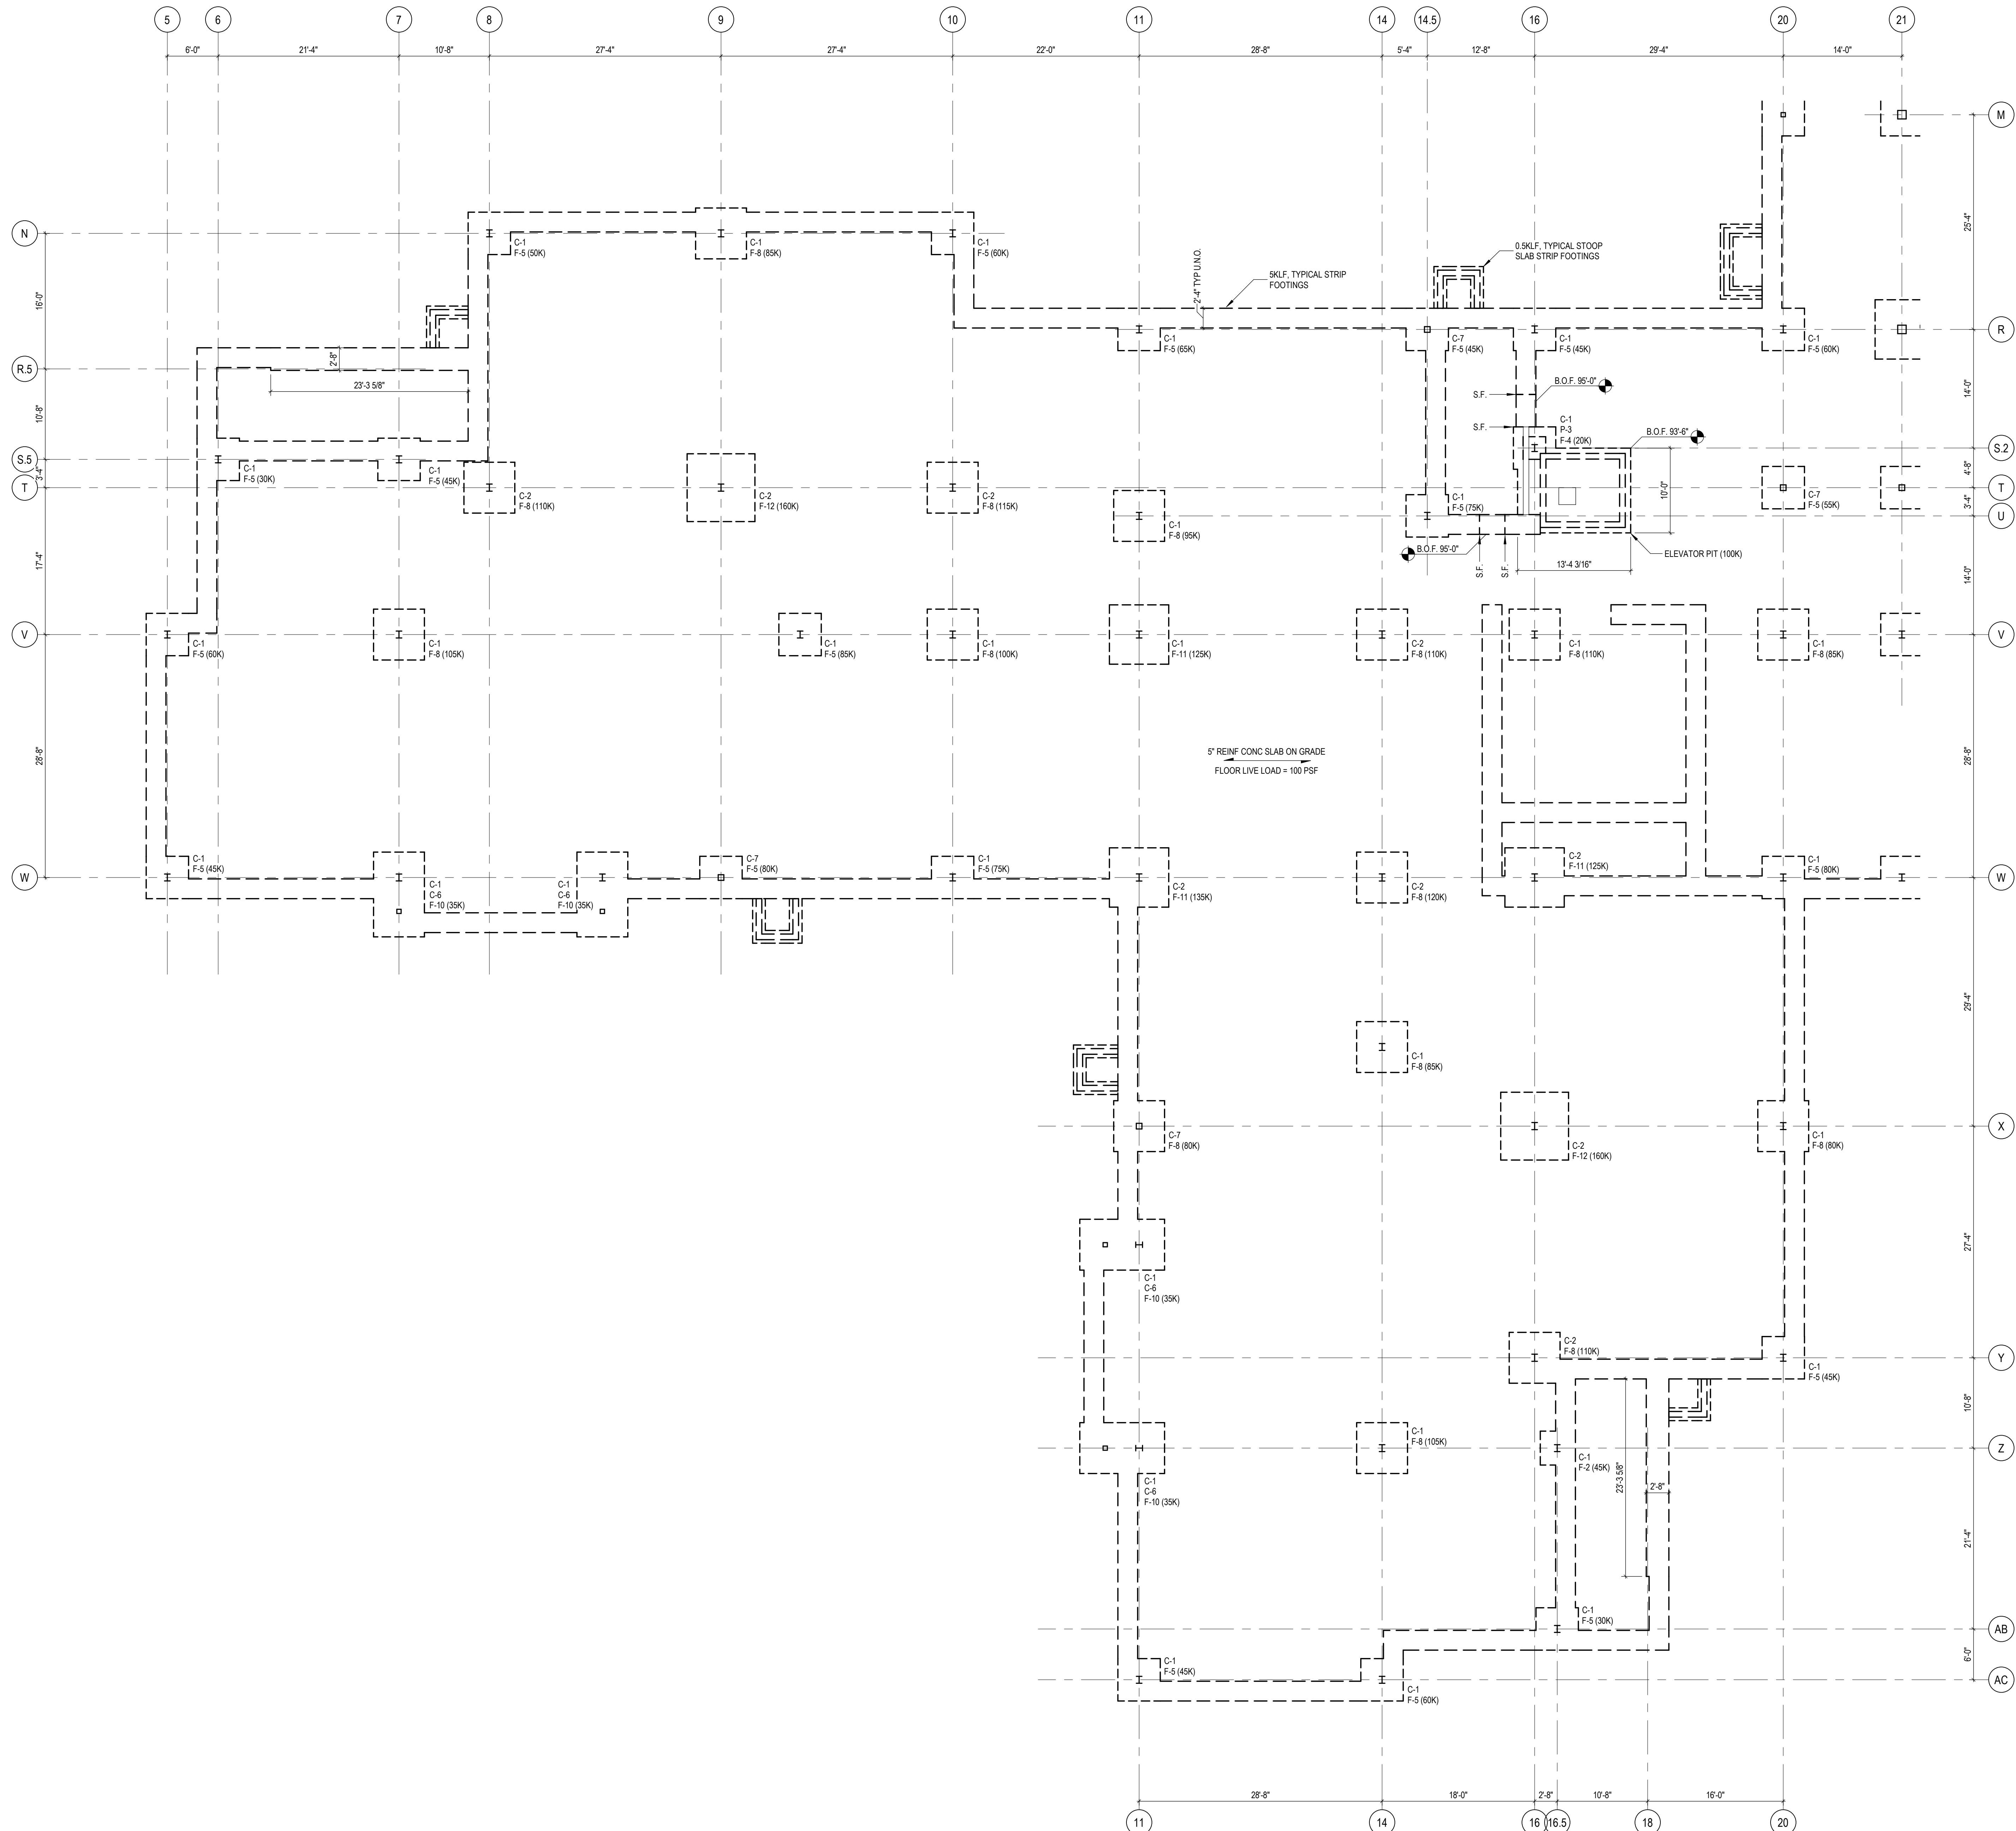 5
6
7
8
9
10
11
14
14.5
16
20
21
6'-0"
21'-4"
10'-8"
27'-4"
27'-4"
22'-0"
28'-8"
5'-4"
12'-8"
29'-4"
14'-0"
M
N
C-1
F-5 (50K)
C-1
F-8 (85K)
C-1
F-5 (60K)
2'-4" TYP U.N.O.
5KLF, TYPICAL STRIP
FOOTINGS
0.5KLF, TYPICAL STOOP
SLAB STRIP FOOTINGS
25'-4"
16'-0"
R
C-1
F-5 (65K)
C-7
F-5 (45K)
C-1
F-5 (45K)
C-1
F-5 (60K)
R.5
2'-8"
23'-3 5/8"
10'-8"
S.F.
B.O.F. 95'-0"
14'-0"
S.F.
C-1
P-3
F-4 (20K)
B.O.F. 93'-6"
S.2
S.5
3'-4"
C-1
F-5 (30K)
C-1
F-5 (45K)
4'-8"
T
C-2
F-8 (110K)
C-2
F-12 (160K)
C-2
F-8 (115K)
C-1
F-8 (95K)
C-1
F-5 (75K)
10'-0"
C-7
F-5 (55K)
T
3'-4"
U
B.O.F. 95'-0"
S.F.
S.F.
13'-4 3/16"
ELEVATOR PIT (100K)
17'-4"
14'-0"
V
C-1
F-5 (60K)
C-1
F-8 (105K)
C-1
F-5 (85K)
C-1
F-8 (100K)
C-1
F-11 (125K)
C-2
F-8 (110K)
C-1
F-8 (110K)
C-1
F-8 (85K)
V
28'-8"
5" REINF CONC SLAB ON GRADE
FLOOR LIVE LOAD = 100 PSF
28'-8"
W
C-1
F-5 (45K)
C-1
C-6
F-10 (35K)
C-1
C-6
F-10 (35K)
C-7
F-5 (80K)
C-1
F-5 (75K)
C-2
F-11 (135K)
C-2
F-8 (120K)
C-2
F-11 (125K)
C-1
F-5 (80K)
W
29'-4"
C-1
F-8 (85K)
C-7
F-8 (80K)
C-2
F-12 (160K)
C-1
F-8 (80K)
X
27'-4"
C-1
C-6
F-10 (35K)
C-2
F-8 (110K)
C-1
F-5 (45K)
Y
10'-8"
C-1
C-6
F-10 (35K)
C-1
F-8 (105K)
C-1
F-2 (45K)
Z
23'-3 5/8"
2'-8"
21'-4"
C-1
F-5 (30K)
AB
6'-0"
C-1
F-5 (45K)
C-1
F-5 (60K)
AC
28'-8"
18'-0"
2'-8"
10'-8"
16'-0"
11
14
16
16.5
18
20